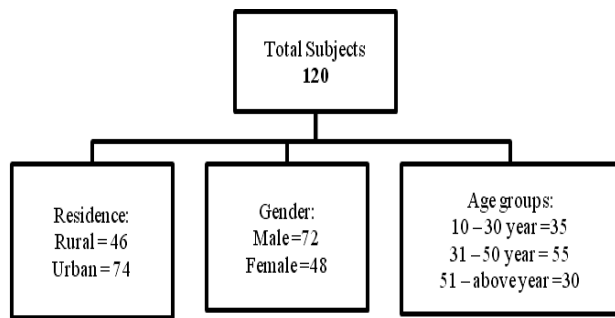 Total Subjects
120
Residence:
Rural = 46
Urban = 74
Gender:
Male =72
Female =48
Age groups:
10 – 30 year =35
31 – 50 year = 55
51 – above year =30